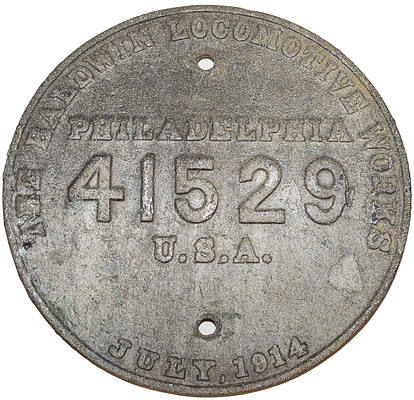 THE BALDWIN LOCOMOTIVE WORKS
PHILADELPHIA
41529
U.S.A.
JULY, 1914